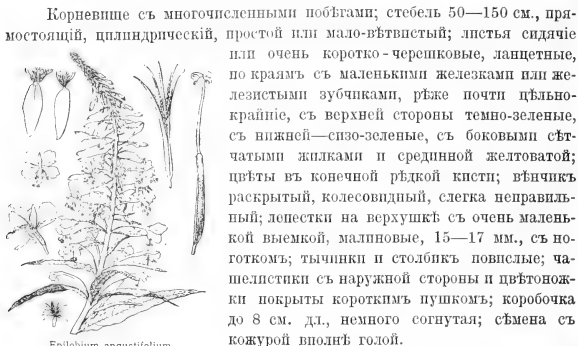 Корневище съ многочисленными побѣгами; стебель 50—150 см., пря-
мостоящій, цилиндрическій, простой или мало-вѣтвистый; листья сидячіе
или очень коротко-черешковые, ланцетные,
по краямъ съ маленькими железками или же-
лезистыми зубчиками, рѣже почти цѣльно-
крайніе, съ верхней стороны темно-зеленые,
съ нижней—сизо-зеленые, съ боковыми сѣт-
чатыми жилками и срединной желтоватой;
цвѣты въ конечной рѣдкой кисти; вѣнчикъ
раскрытый, колесовидный, слегка неправиль-
ный; лепестки на верхушкѣ съ очень малень-
кой выемкой, малиновые, 15—17 мм., съ но-
готкомъ; тычинки и столбикъ повислые; ча-
шелистики съ наружной стороны и цвѣтонож-
ки покрыты короткимъ пушкомъ; коробочка
до 8 см. дл., немного согнутая; сѣмена съ
кожурой вполнѣ голой.
Epilobium angustifolium